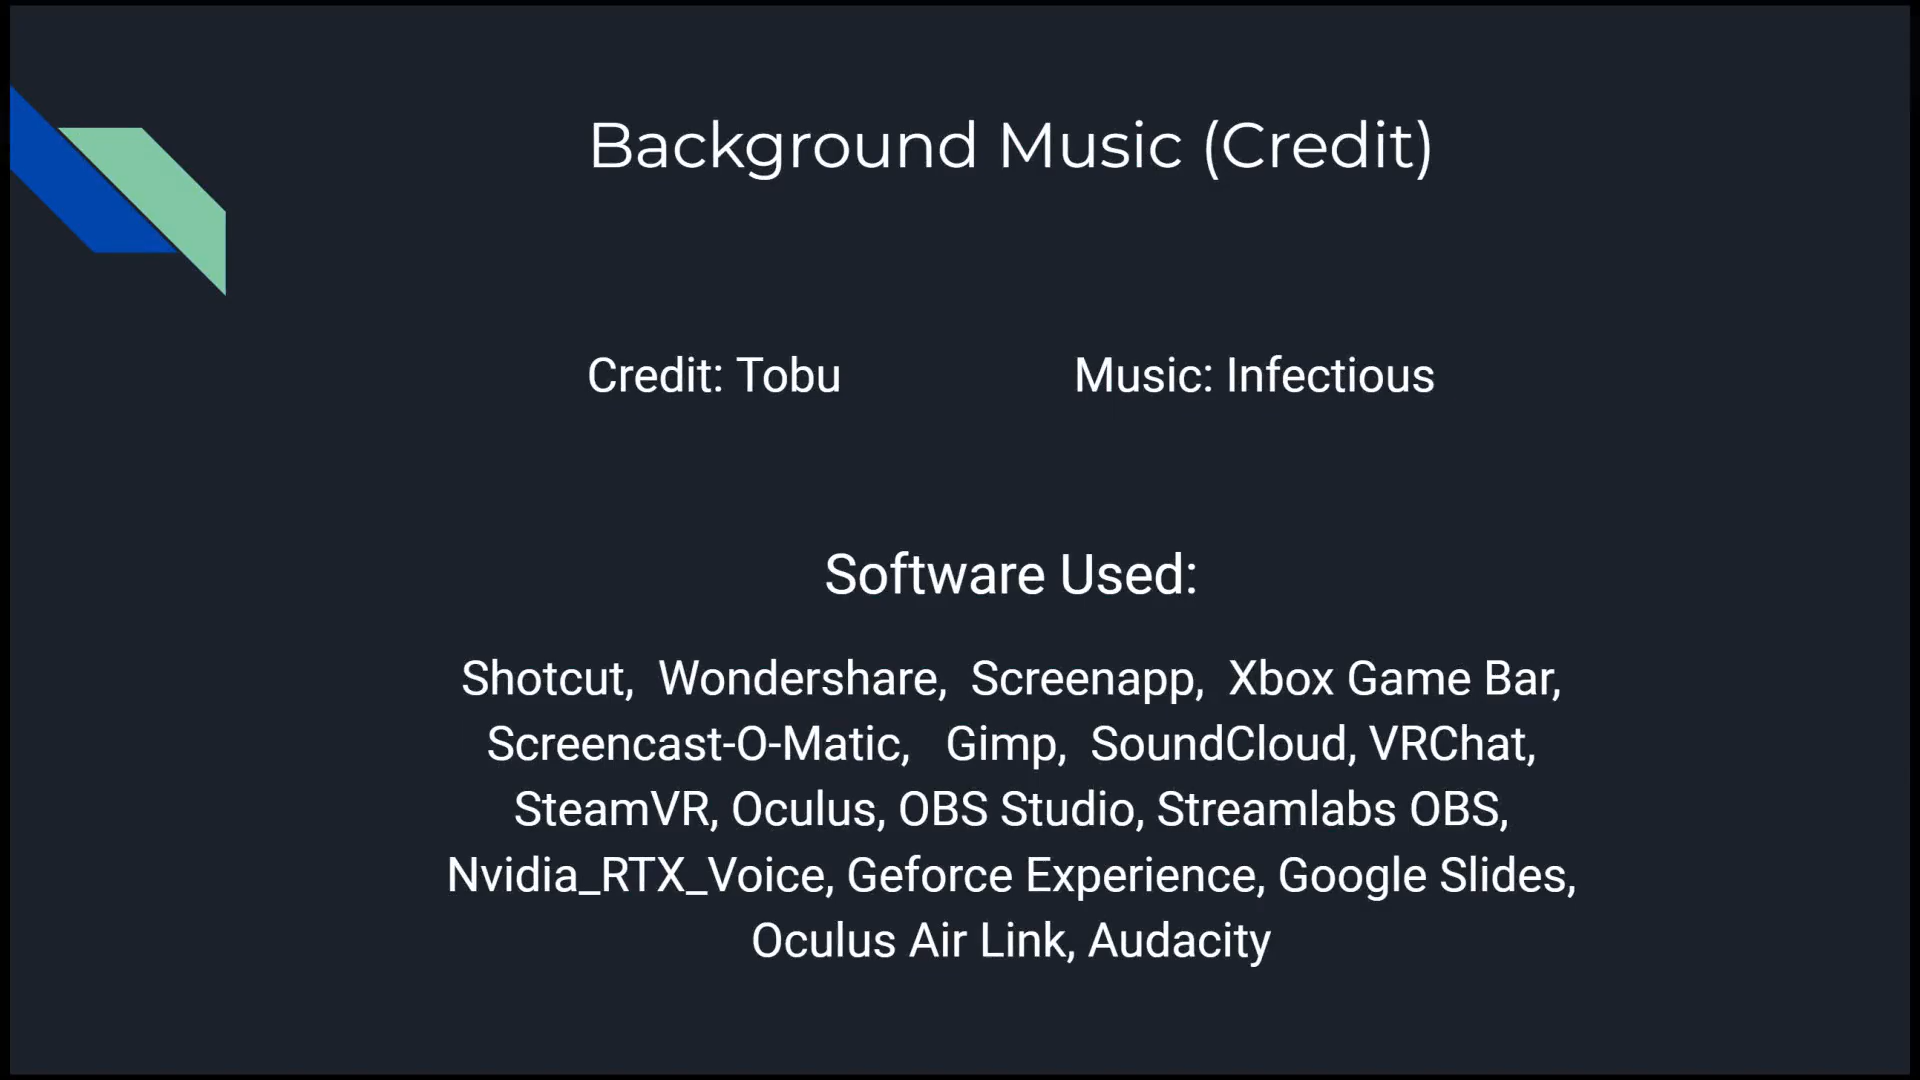 Background Music (Credit)
Credit: Tobu Music: Infectious
Software Used:
Shotcut, Wondershare, Screenapp, Xbox Game Bar,
Screencast-O-Matic, Gimp, SoundCloud, VRChat,
SteamVR, Oculus, OBS Studio, Streamlabs OBS,
Nvidia_RTX_Voice, Geforce Experience, Google Slides,
Oculus Air Link, Audacity